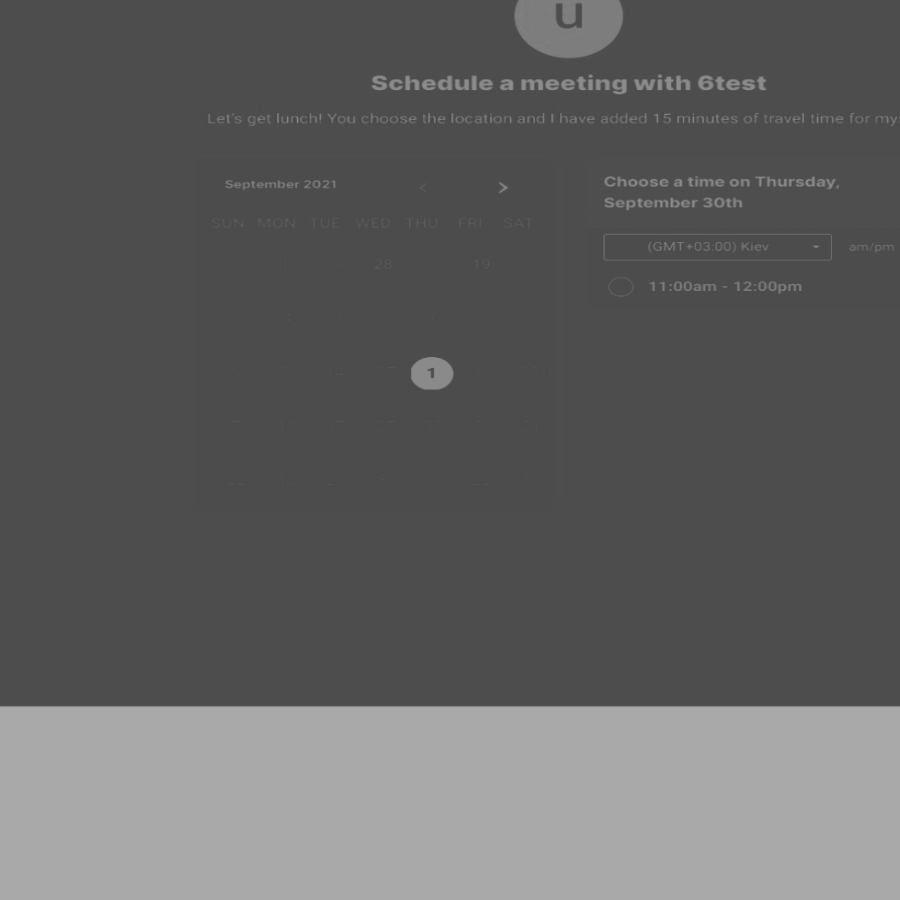 u
Schedule a meeting with 6test
Let's get lunch! You choose the location and I have added 15 minutes of travel time for my
September 2021 < >
SUN MON TUE WED THU FRI SAT
28 19
1
Choose a time on Thursday,
September 30th
(GMT+03:00) Kiev am/pm
11:00am - 12:00pm